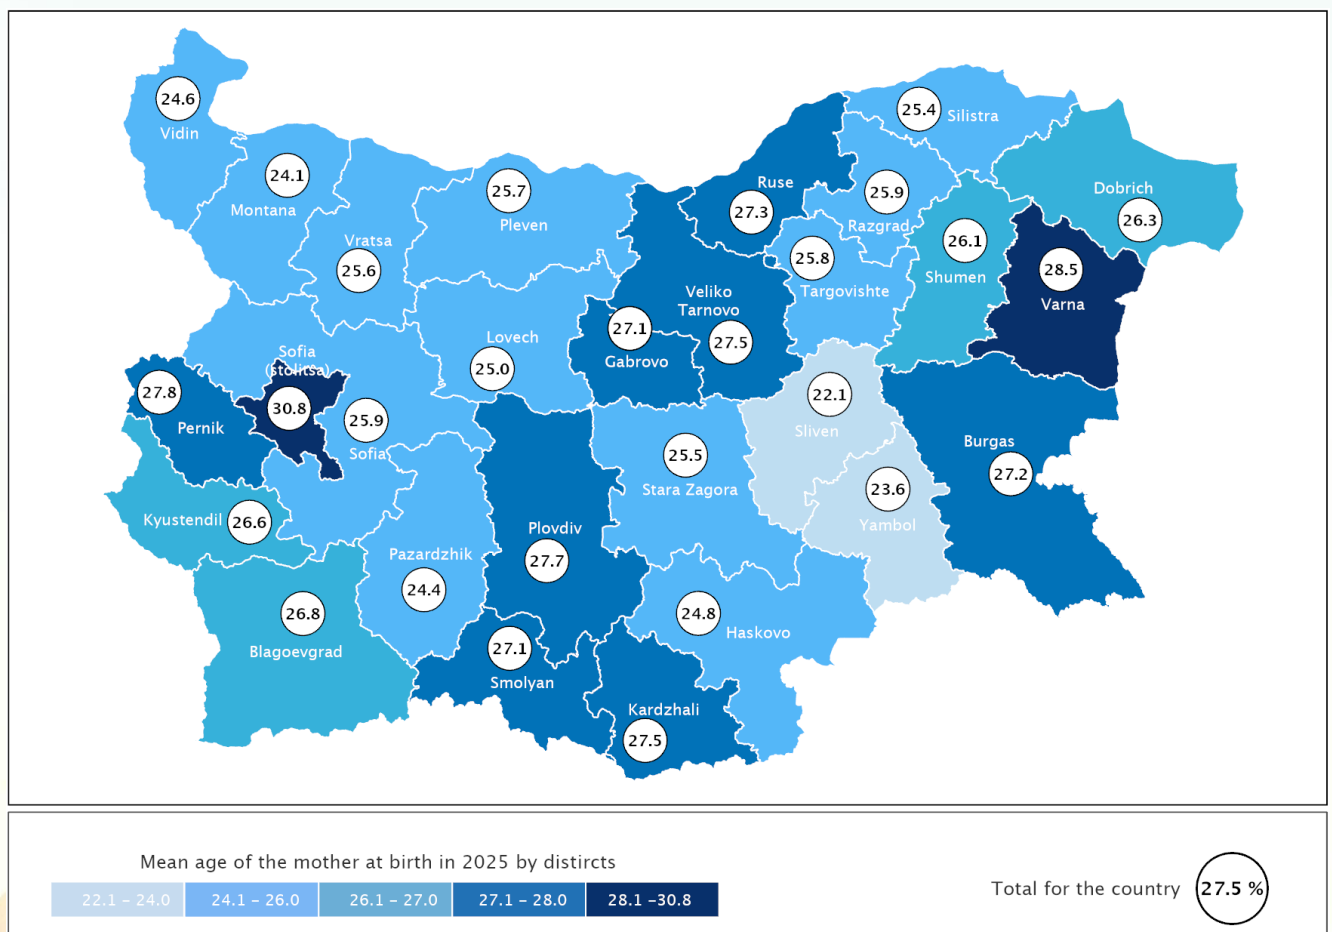 24.6
Vidin
24.1
Montana
Vratsa
25.6
25.7
Pleven
Ruse
27.3
25.4
Silistra
25.9
Razgrad
Dobrich
26.3
26.1
Shumen
28.5
Varna
25.8
Targovishte
Veliko
Tarnovo
27.5
27.1
Gabrovo
Lovech
25.0
Sofia
(stolitsa)
30.8
27.8
Pernik
25.9
Sofia
22.1
Sliven
Burgas
27.2
25.5
Stara Zagora
23.6
Yambol
Kyustendil
26.6
Plovdiv
27.7
Pazardzhik
24.4
26.8
Blagoevgrad
24.8
Haskovo
27.1
Smolyan
Kardzhali
27.5
Mean age of the mother at birth in 2025 by distircts
22.1 – 24.0
24.1 – 26.0
26.1 – 27.0
27.1 – 28.0
28.1 –30.8
Total for the country
27.5 %